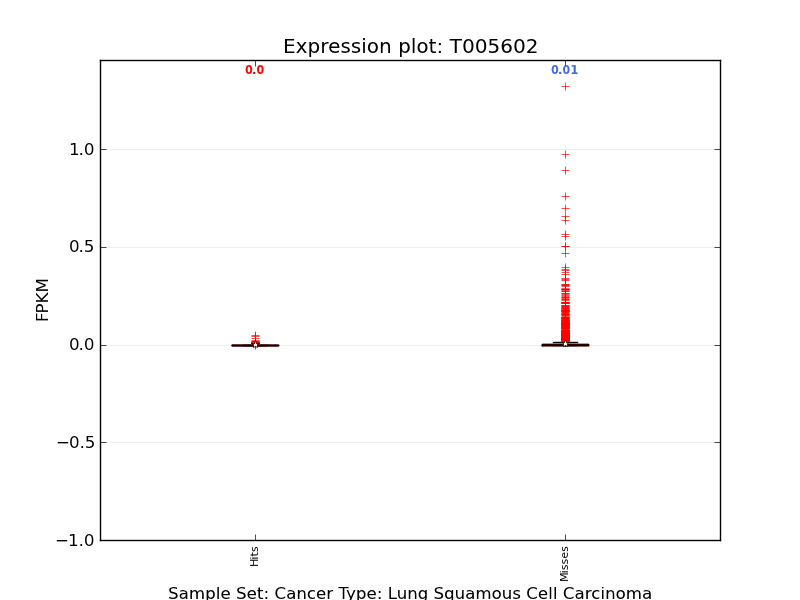 Expression plot: T005602
0.0
0.01
1.0
0.5
0.0
−0.5
−1.0
FPKM
Hits
Misses
Sample Set: Cancer Type: Lung Squamous Cell Carcinoma